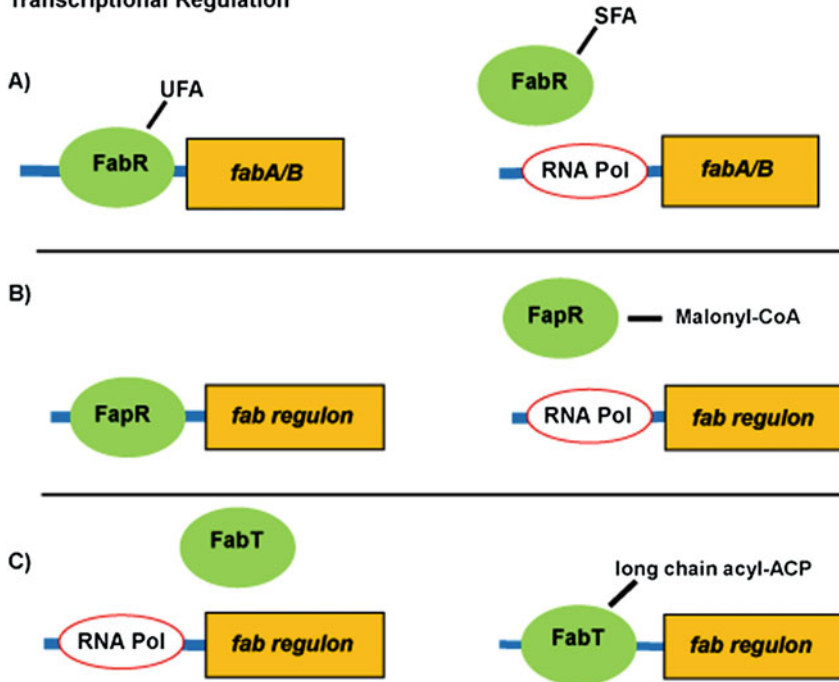 Transcriptional Regulation
SFA
A)
UFA
FabR
FabR
fabA/B
RNA Pol
fabA/B
B)
FapR
Malonyl-CoA
FapR
fab regulon
RNA Pol
fab regulon
FabT
C)
long chain acyl-ACP
RNA Pol
fab regulon
FabT
fab regulon